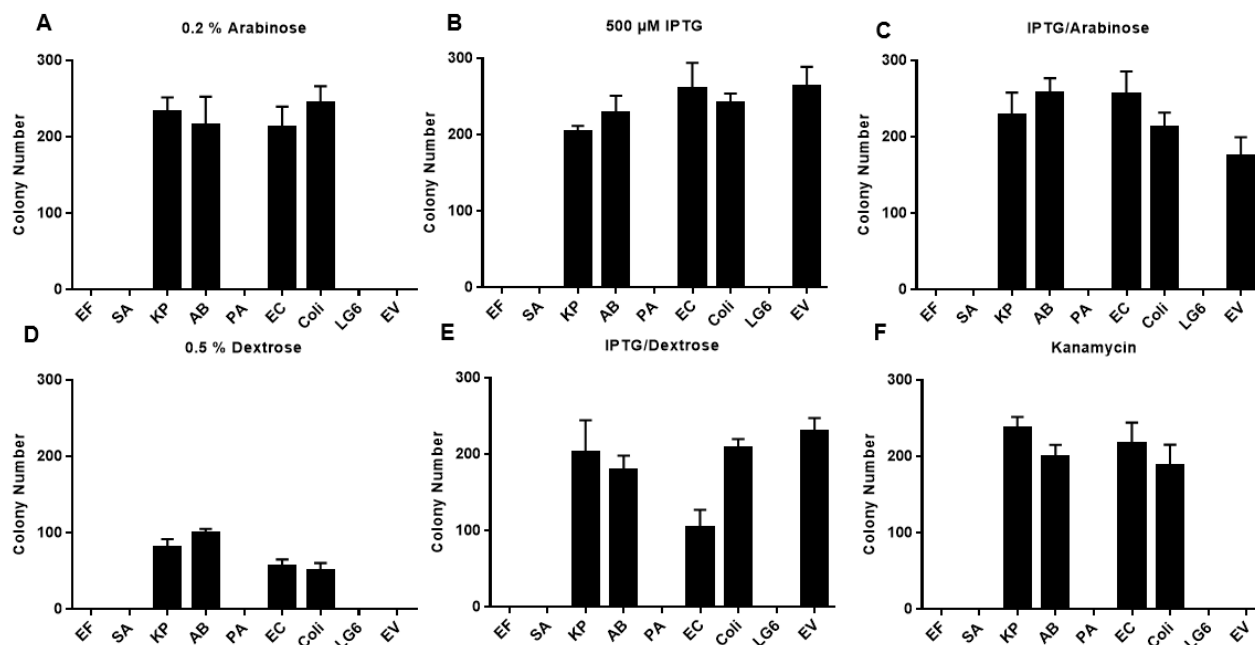 A
0.2 % Arabinose
Colony Number
300
200
100
0
EF SA KP AB PA EC Coli LG6 EV
B
500 µM IPTG
Colony Number
300
200
100
0
EF SA KP AB PA EC Coli LG6 EV
C
IPTG/Arabinose
Colony Number
300
200
100
0
EF SA KP AB PA EC Coli LG6 EV
D
0.5 % Dextrose
Colony Number
300
200
100
0
EF SA KP AB PA EC Coli LG6 EV
E
IPTG/Dextrose
Colony Number
300
200
100
0
EF SA KP AB PA EC Coli LG6 EV
F
Kanamycin
Colony Number
300
200
100
0
EF SA KP AB PA EC Coli LG6 EV